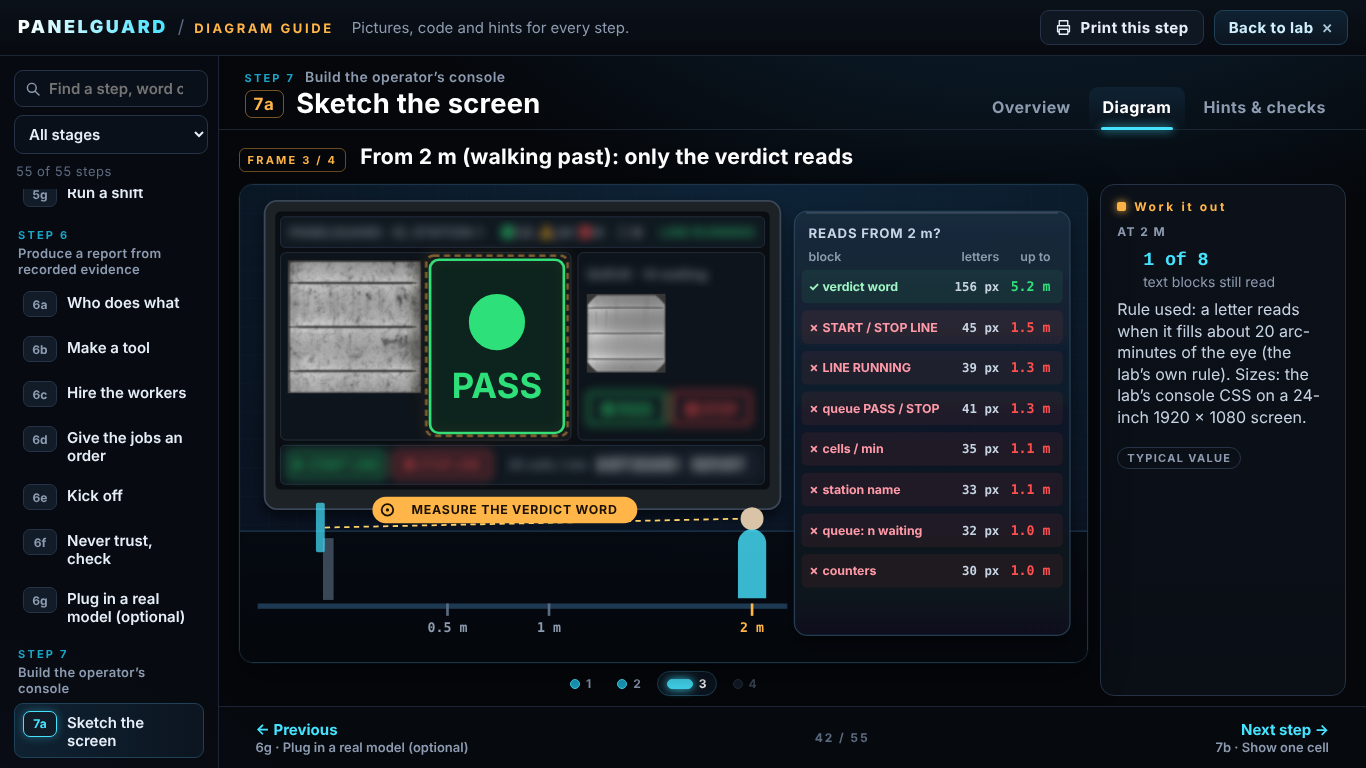 PANELGUARD / DIAGRAM GUIDE Pictures, code and hints for every step.
Print this step
Back to lab ×
Find a step, word c
All stages
55 of 55 steps
5g Run a shift
STEP 6
Produce a report from
recorded evidence
6a Who does what
6b Make a tool
6c Hire the workers
6d Give the jobs an
order
6e Kick off
6f Never trust,
check
6g Plug in a real
model (optional)
STEP 7
Build the operator’s
console
7a Sketch the
screen
STEP 7 Build the operator’s console
7a Sketch the screen
Overview
Diagram
Hints & checks
FRAME 3 / 4 From 2 m (walking past): only the verdict reads
PASS
MEASURE THE VERDICT WORD
0.5 m 1 m 2 m
READS FROM 2 m?
block letters up to
✓ verdict word 156 px 5.2 m
× START / STOP LINE 45 px 1.5 m
× LINE RUNNING 39 px 1.3 m
× queue PASS / STOP 41 px 1.3 m
× cells / min 35 px 1.1 m
× station name 33 px 1.1 m
× queue: n waiting 32 px 1.0 m
× counters 30 px 1.0 m
Work it out
AT 2 M
1 of 8
text blocks still read
Rule used: a letter reads
when it fills about 20 arc-
minutes of the eye (the
lab’s own rule). Sizes: the
lab’s console CSS on a 24-
inch 1920 × 1080 screen.
TYPICAL VALUE
1 2 3 4
← Previous
6g · Plug in a real model (optional)
42 / 55
Next step →
7b · Show one cell